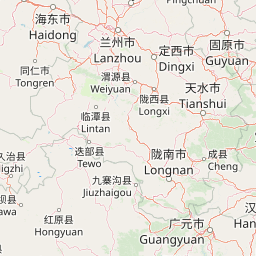 Pingchuan
海东市
Haidong
兰州市
Lanzhou
定西市
Dingxi
固原市
Guyuan
同仁市
Tongren
渭源县
Weiyuan
陇西县
Longxi
天水市
Tianshui
临潭县
Lintan
迭部县
Tewo
陇南市
Longnan
成县
Cheng
九寨沟县
Jiuzhaigou
红原县
Hongyuan
广元市
Guangyuan